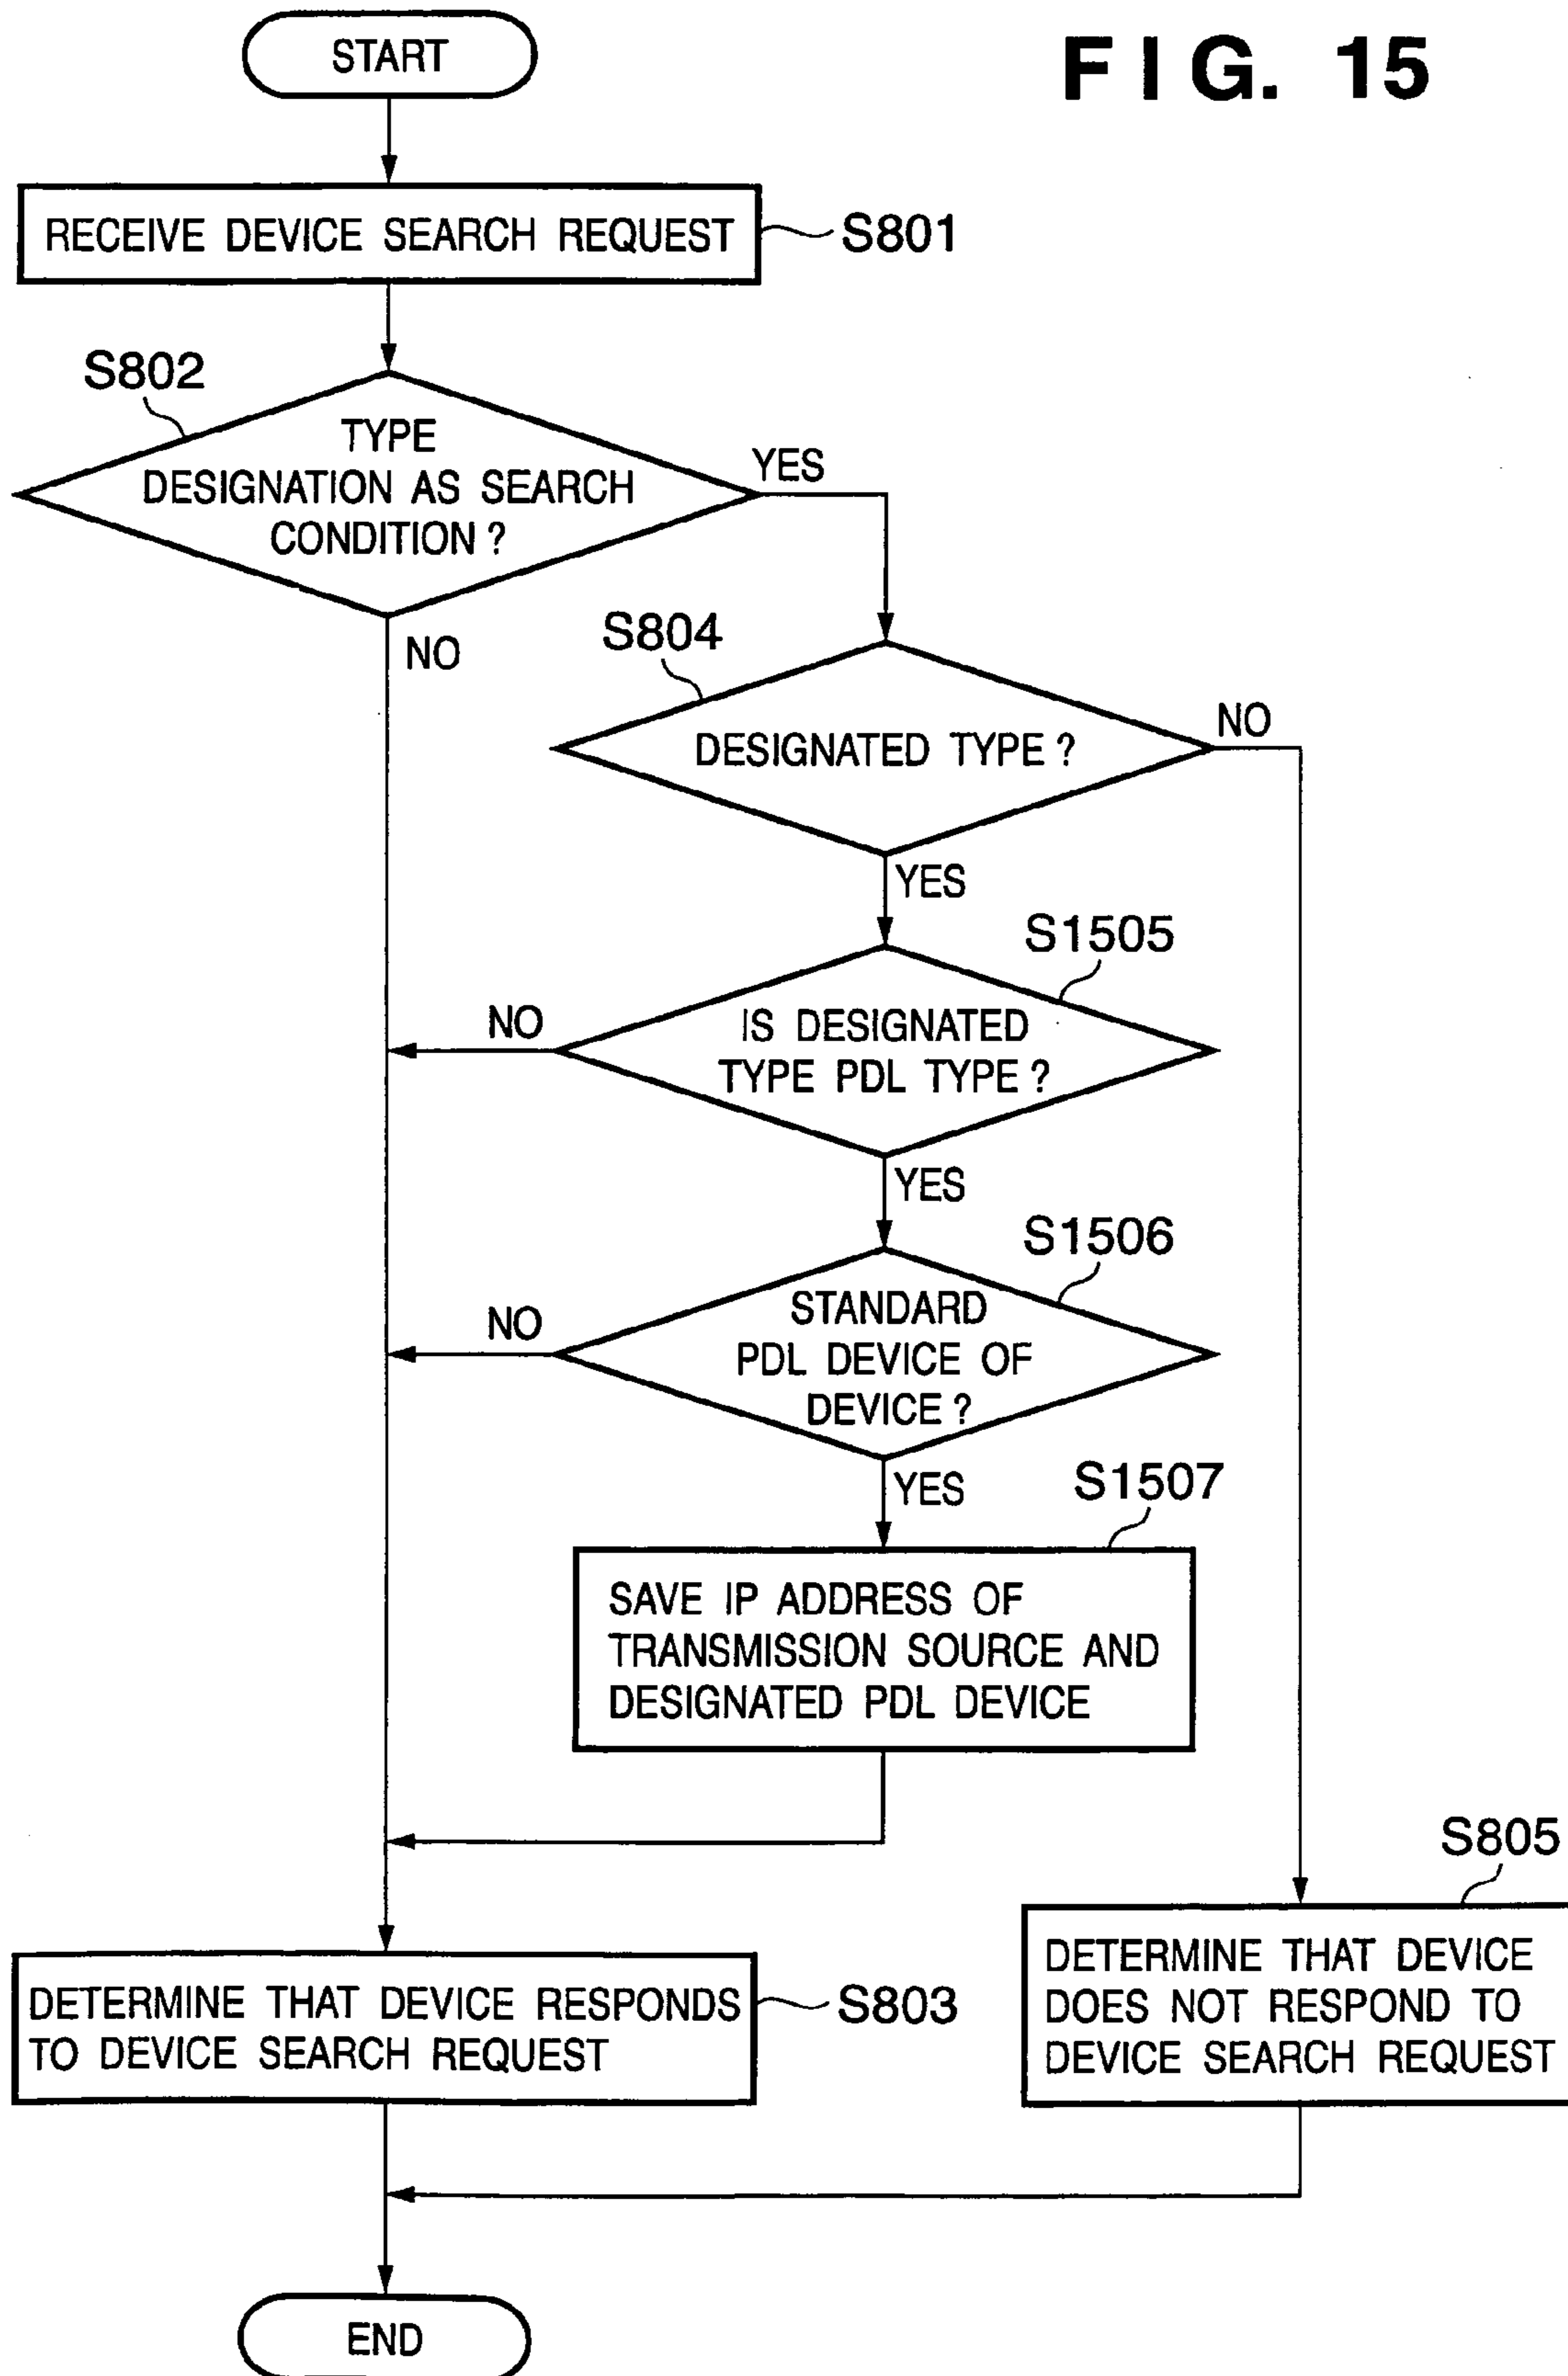 START
FIG. 15
RECEIVE DEVICE SEARCH REQUEST
S801
S802
TYPE
DESIGNATION AS SEARCH
CONDITION ?
YES
NO
S804
DESIGNATED TYPE ?
NO
YES
S1505
IS DESIGNATED
TYPE PDL TYPE ?
NO
YES
S1506
STANDARD
PDL DEVICE OF
DEVICE ?
NO
YES
S1507
SAVE IP ADDRESS OF
TRANSMISSION SOURCE AND
DESIGNATED PDL DEVICE
S805
DETERMINE THAT DEVICE
DOES NOT RESPOND TO
DEVICE SEARCH REQUEST
DETERMINE THAT DEVICE RESPONDS
TO DEVICE SEARCH REQUEST
S803
END